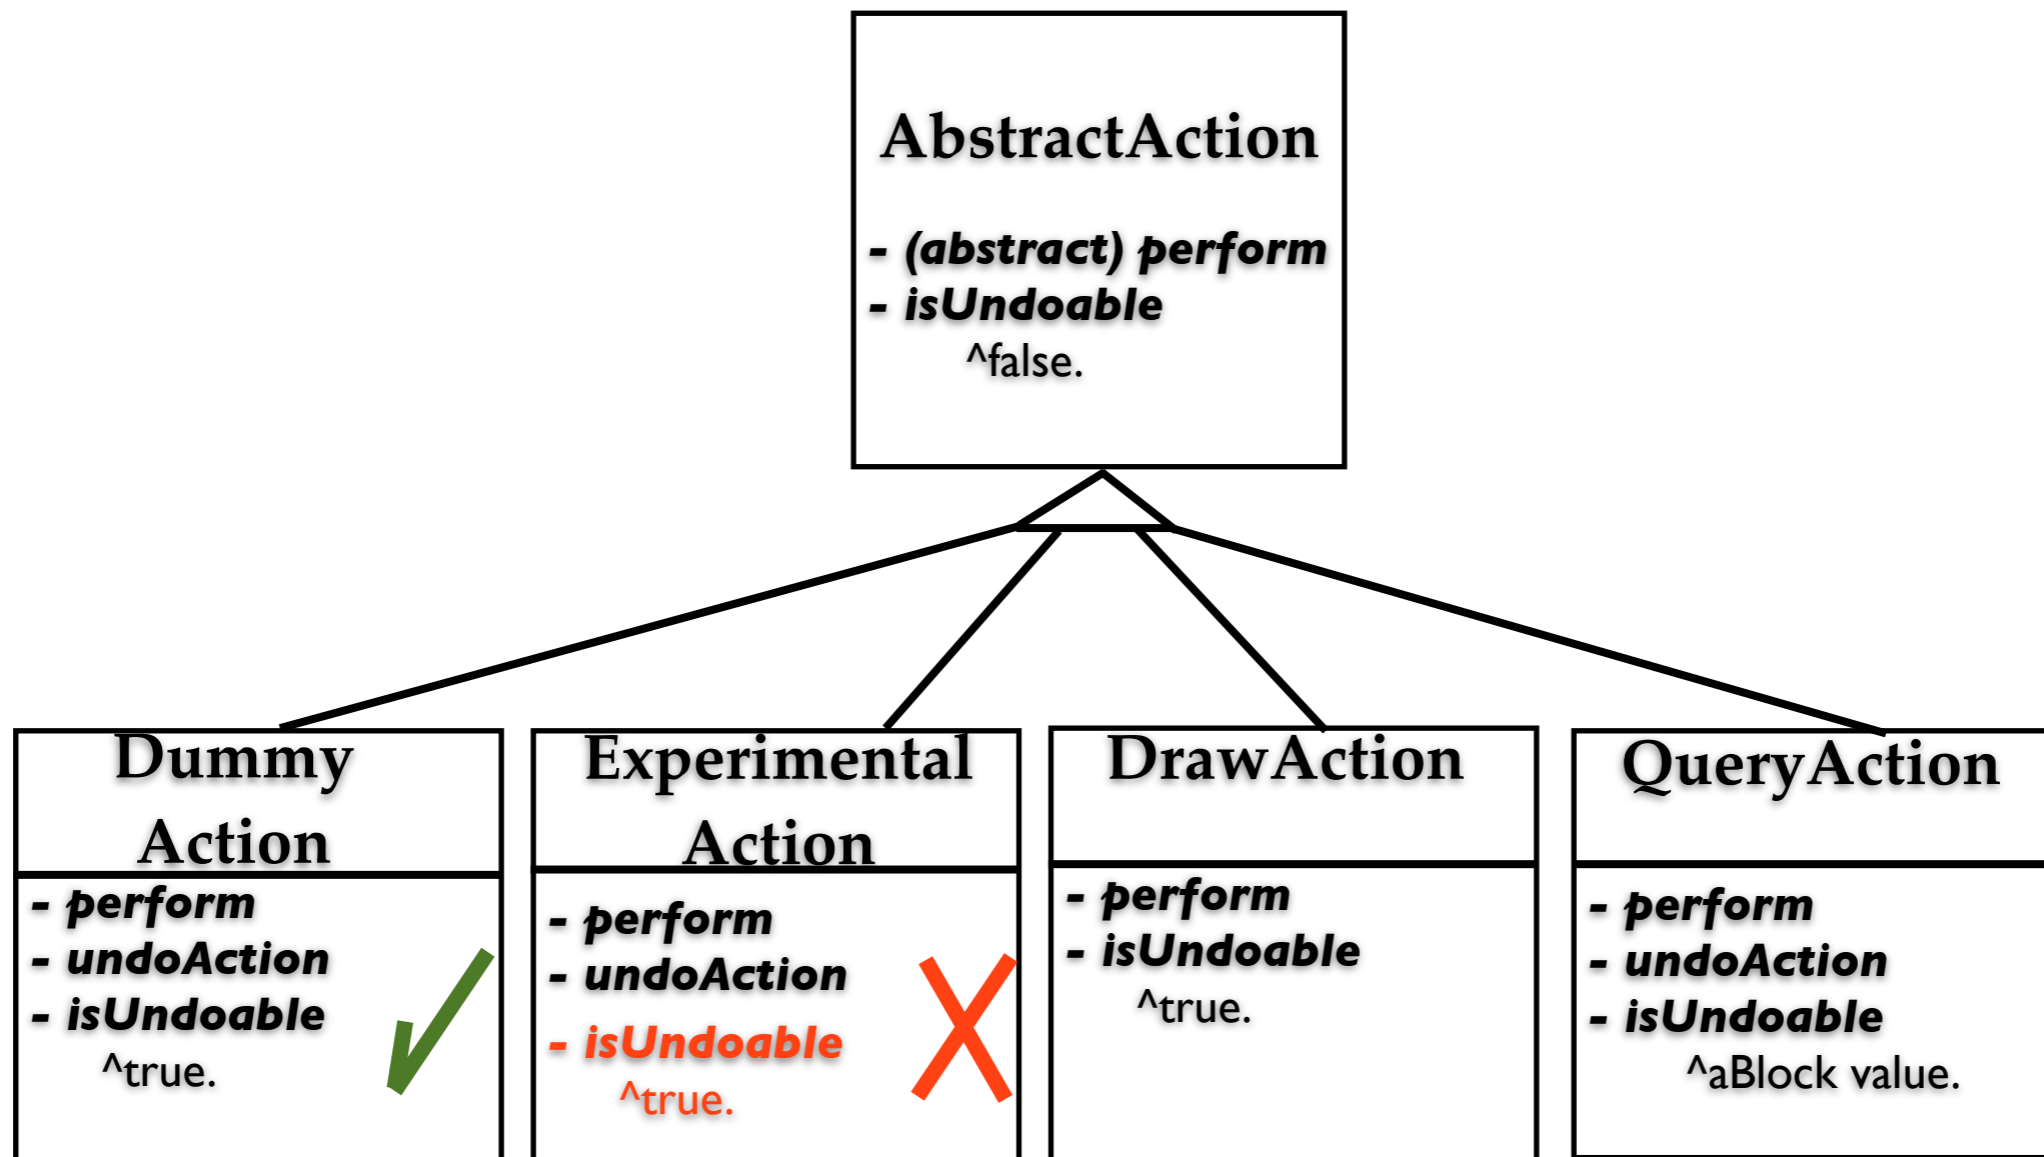 AbstractAction
- (abstract) perform
- isUndoable
^false.
Dummy
Action
- perform
- undoAction
- isUndoable
^true.
Experimental
Action
- perform
- undoAction
- isUndoable
^true.
DrawAction
- perform
- isUndoable
^true.
QueryAction
- perform
- undoAction
- isUndoable
^aBlock value.